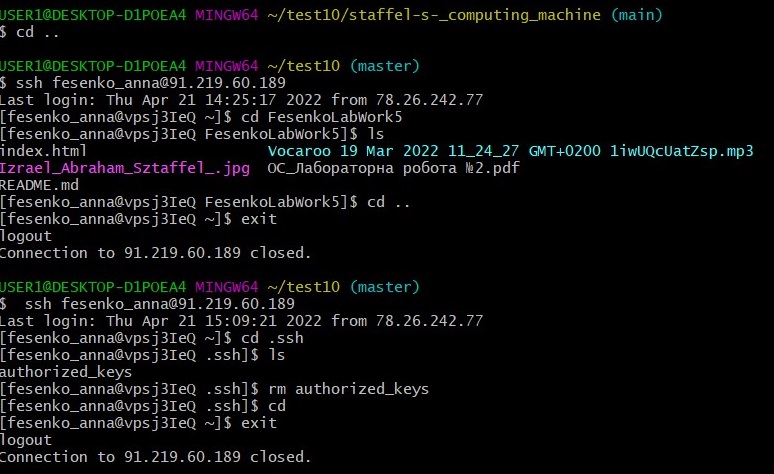 USER1@DESKTOP-D1POEA4 MINGW64 ~/test10/staffel-s-_computing_machine (main)
$ cd ..
USER1@DESKTOP-D1POEA4 MINGW64 ~/test10 (master)
$ ssh fesenko_anna@91.219.60.189
Last login: Thu Apr 21 14:25:17 2022 from 78.26.242.77
[fesenko_anna@vpsj3IeQ ~]$ cd FesenkoLabWork5
[fesenko_anna@vpsj3IeQ FesenkoLabWork5]$ ls
index.html Vocaroo 19 Mar 2022 11_24_27 GMT+0200 1iwUQcUatZsp.mp3
Izrael_Abraham_Sztaffel_.jpg ОС_Лабораторна робота №2.pdf
README.md
[fesenko_anna@vpsj3IeQ FesenkoLabWork5]$ cd ..
[fesenko_anna@vpsj3IeQ ~]$ exit
logout
Connection to 91.219.60.189 closed.
USER1@DESKTOP-D1POEA4 MINGW64 ~/test10 (master)
$  ssh fesenko_anna@91.219.60.189
Last login: Thu Apr 21 15:09:21 2022 from 78.26.242.77
[fesenko_anna@vpsj3IeQ ~]$ cd .ssh
[fesenko_anna@vpsj3IeQ .ssh]$ ls
authorized_keys
[fesenko_anna@vpsj3IeQ .ssh]$ rm authorized_keys
[fesenko_anna@vpsj3IeQ .ssh]$ cd
[fesenko_anna@vpsj3IeQ ~]$ exit
logout
Connection to 91.219.60.189 closed.